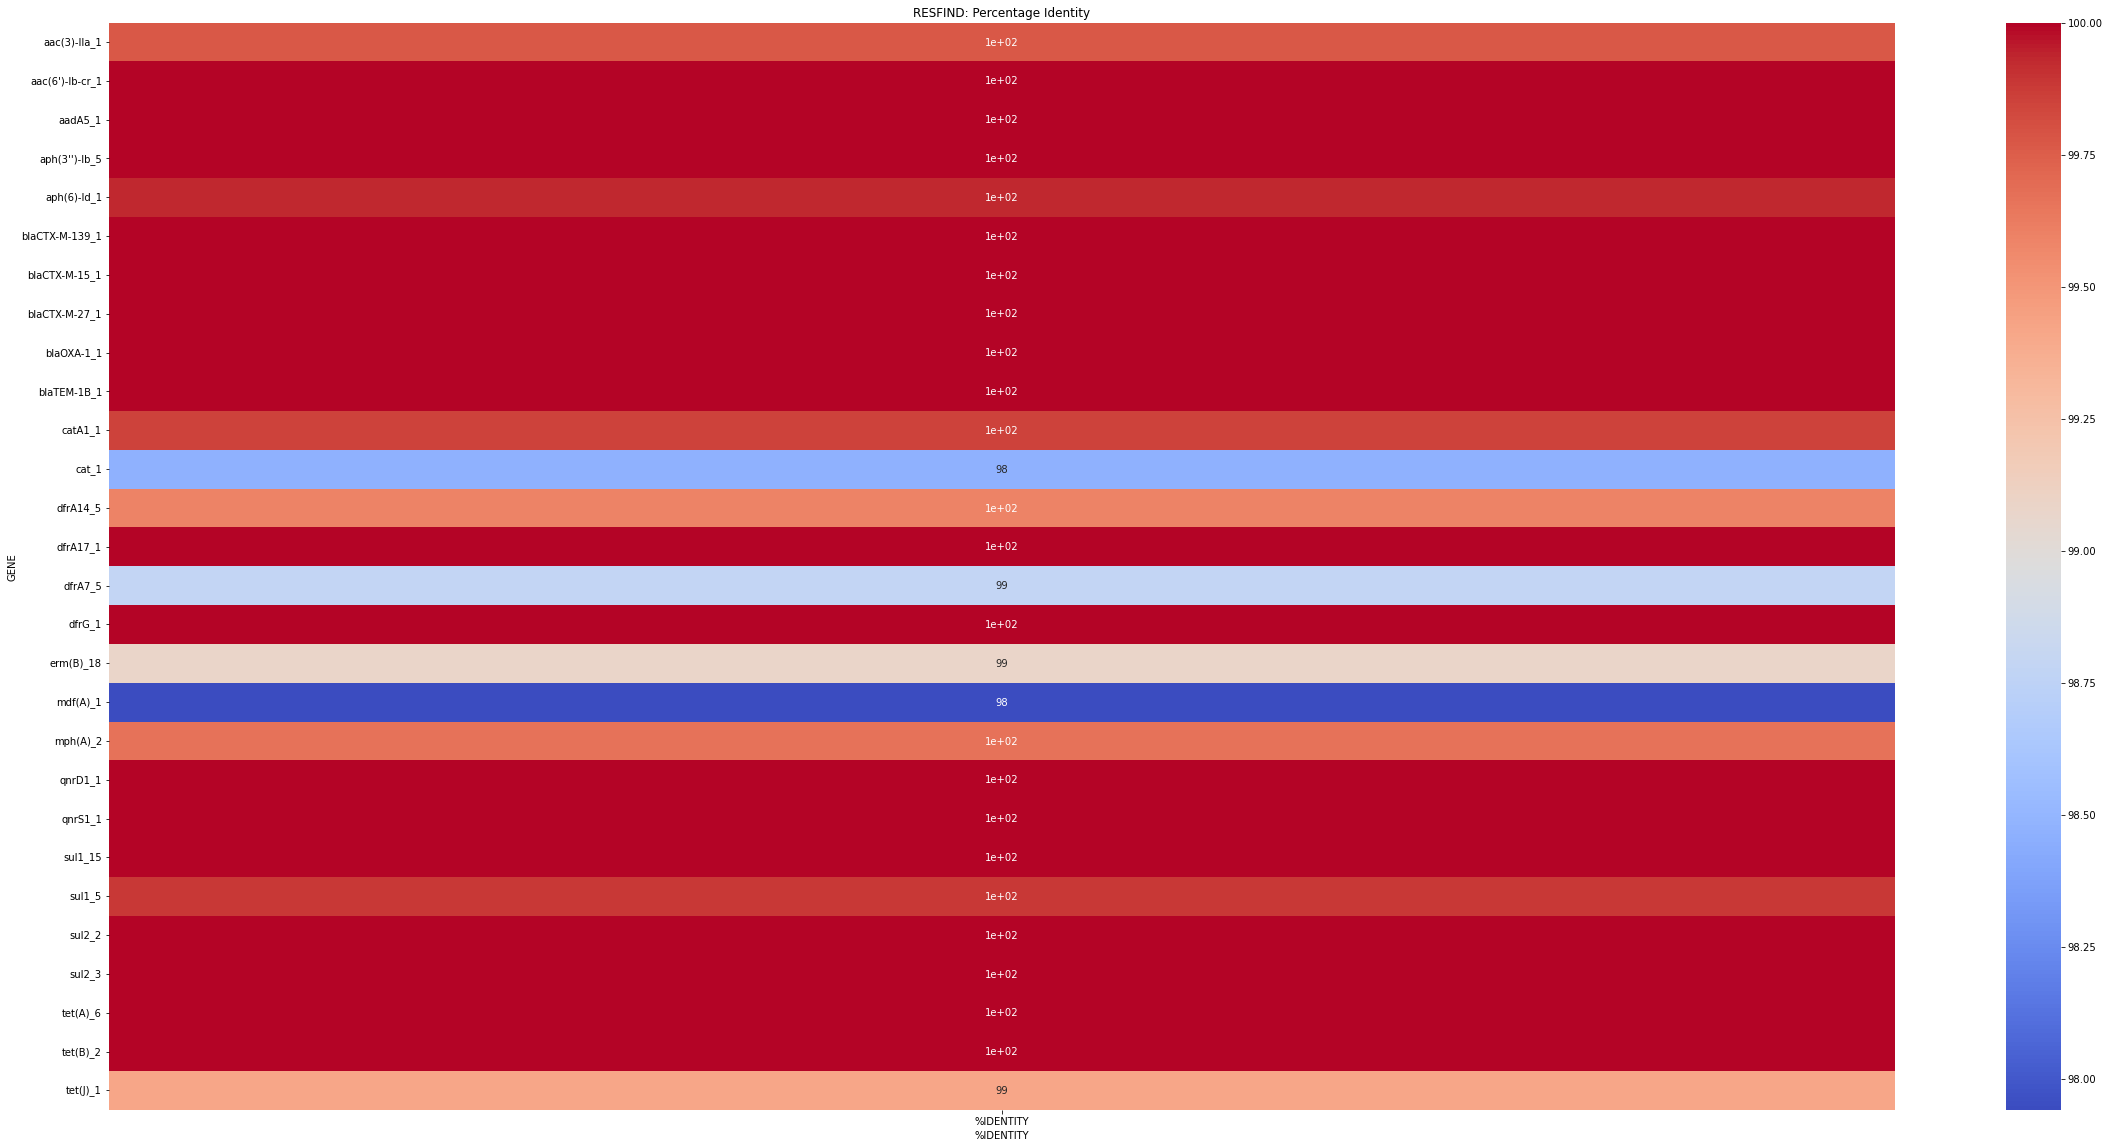 RESFIND: Percentage Identity
GENE
aac(3)-IIa_1 1e+02
aac(6')-Ib-cr_1 1e+02
aadA5_1 1e+02
aph(3'')-Ib_5 1e+02
aph(6)-Id_1 1e+02
blaCTX-M-139_1 1e+02
blaCTX-M-15_1 1e+02
blaCTX-M-27_1 1e+02
blaOXA-1_1 1e+02
blaTEM-1B_1 1e+02
catA1_1 1e+02
cat_1 98
dfrA14_5 1e+02
dfrA17_1 1e+02
dfrA7_5 99
dfrG_1 1e+02
erm(B)_18 99
mdf(A)_1 98
mph(A)_2 1e+02
qnrD1_1 1e+02
qnrS1_1 1e+02
sul1_15 1e+02
sul1_5 1e+02
sul2_2 1e+02
sul2_3 1e+02
tet(A)_6 1e+02
tet(B)_2 1e+02
tet(J)_1 99
%IDENTITY
%IDENTITY
100.00
99.75
99.50
99.25
99.00
98.75
98.50
98.25
98.00